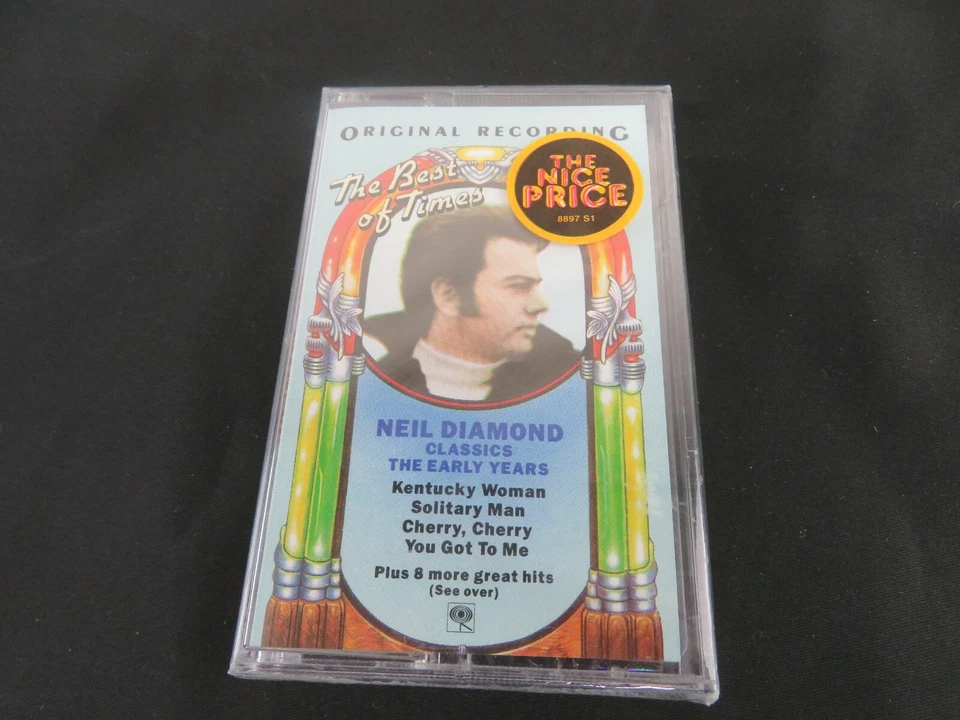 ORIGINAL RECORDING
The Best
of Times
THE
NICE
PRICE
8897 S1
NEIL DIAMOND
CLASSICS
THE EARLY YEARS
Kentucky Woman
Solitary Man
Cherry, Cherry
You Got To Me
Plus 8 more great hits
(See over)